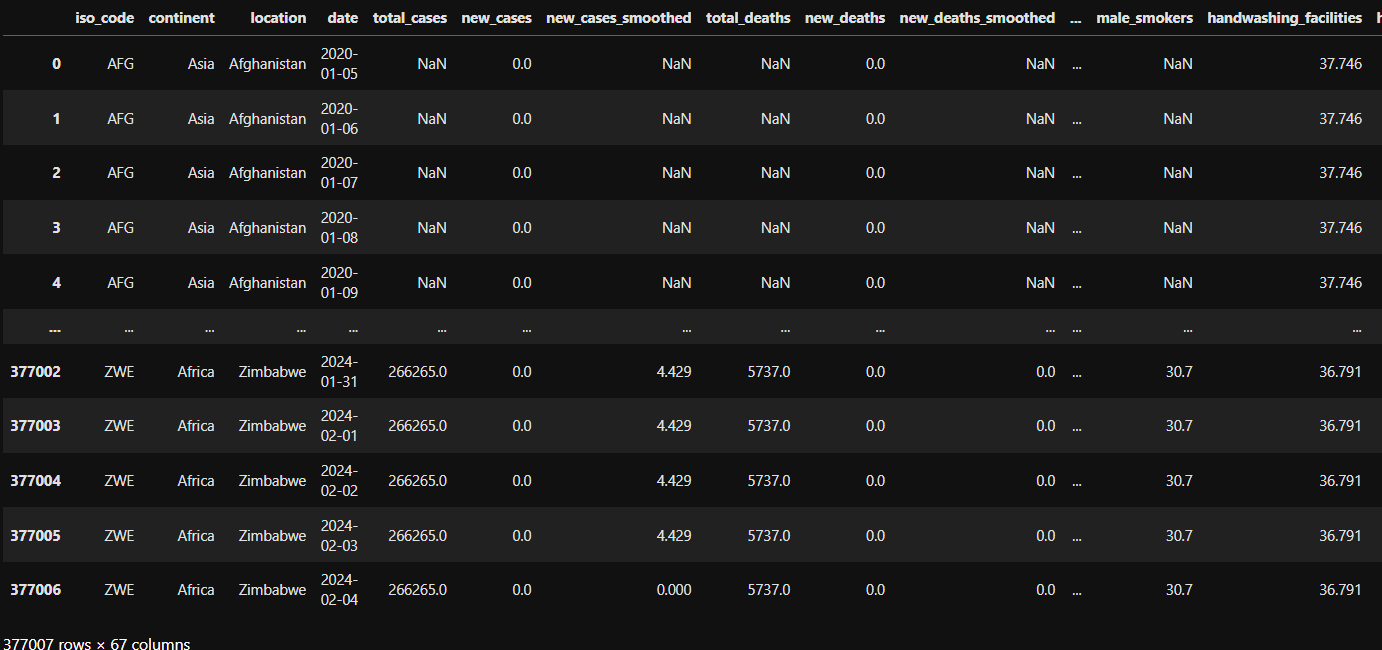 iso_code continent location date total_cases new_cases new_cases_smoothed total_deaths new_deaths new_deaths_smoothed ... male_smokers handwashing_facilities
0 AFG Asia Afghanistan 2020-01-05 NaN 0.0 NaN NaN 0.0 NaN ... NaN 37.746
1 AFG Asia Afghanistan 2020-01-06 NaN 0.0 NaN NaN 0.0 NaN ... NaN 37.746
2 AFG Asia Afghanistan 2020-01-07 NaN 0.0 NaN NaN 0.0 NaN ... NaN 37.746
3 AFG Asia Afghanistan 2020-01-08 NaN 0.0 NaN NaN 0.0 NaN ... NaN 37.746
4 AFG Asia Afghanistan 2020-01-09 NaN 0.0 NaN NaN 0.0 NaN ... NaN 37.746
... ... ... ... ... ... ... ... ... ... ... ... ... ...
377002 ZWE Africa Zimbabwe 2024-01-31 266265.0 0.0 4.429 5737.0 0.0 0.0 ... 30.7 36.791
377003 ZWE Africa Zimbabwe 2024-02-01 266265.0 0.0 4.429 5737.0 0.0 0.0 ... 30.7 36.791
377004 ZWE Africa Zimbabwe 2024-02-02 266265.0 0.0 4.429 5737.0 0.0 0.0 ... 30.7 36.791
377005 ZWE Africa Zimbabwe 2024-02-03 266265.0 0.0 4.429 5737.0 0.0 0.0 ... 30.7 36.791
377006 ZWE Africa Zimbabwe 2024-02-04 266265.0 0.0 0.000 5737.0 0.0 0.0 ... 30.7 36.791
377007 rows × 67 columns